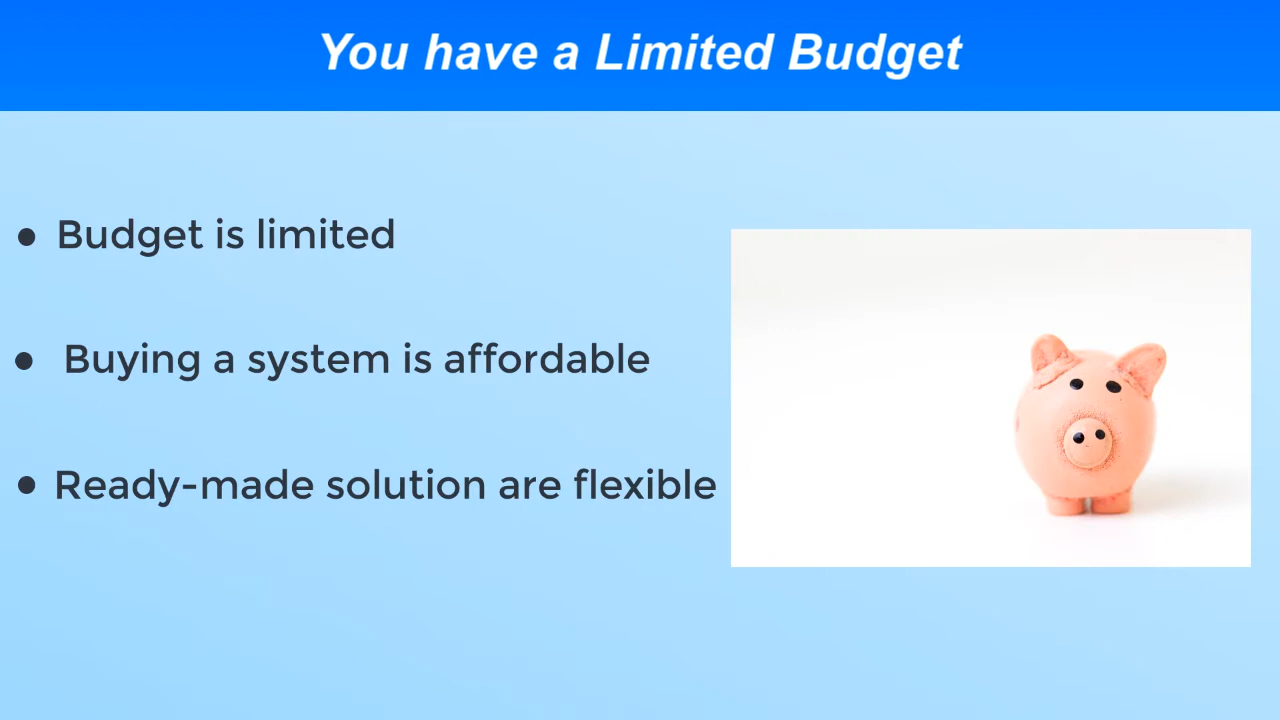 You have a Limited Budget
• Budget is limited
• Buying a system is affordable
• Ready-made solution are flexible